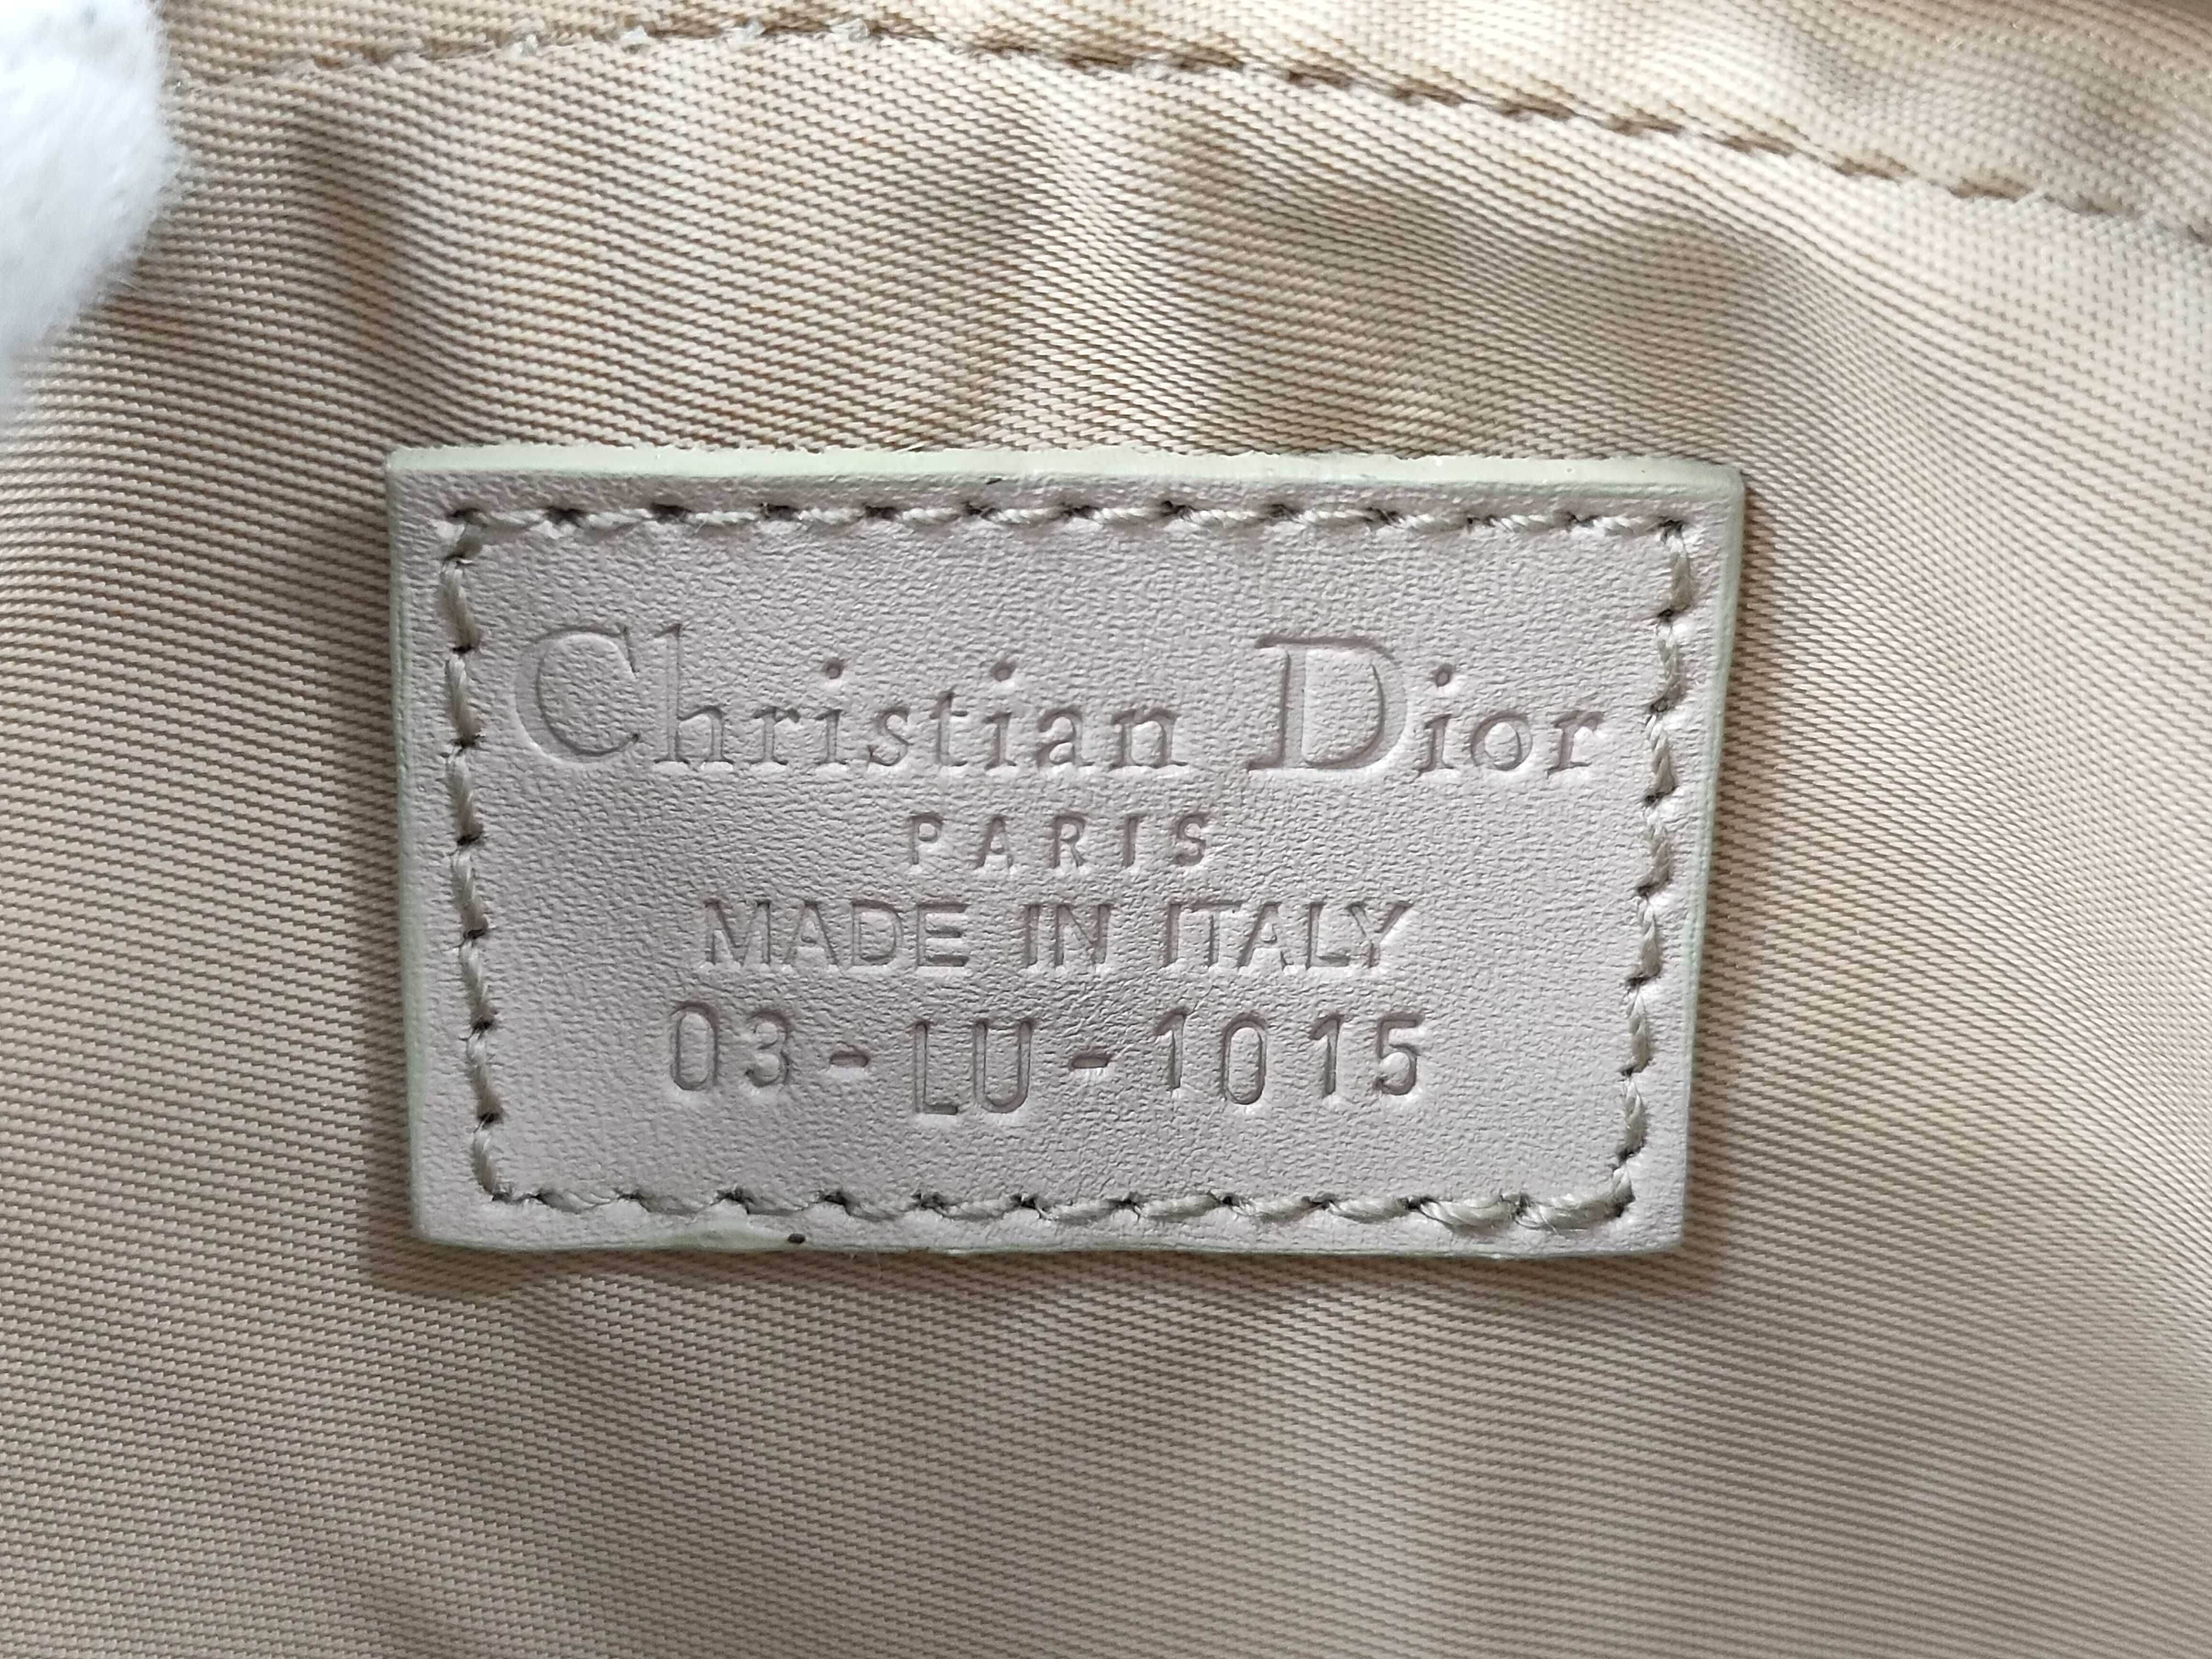 Christian Dior
PARIS
MADE IN ITALY
03-LU-1015